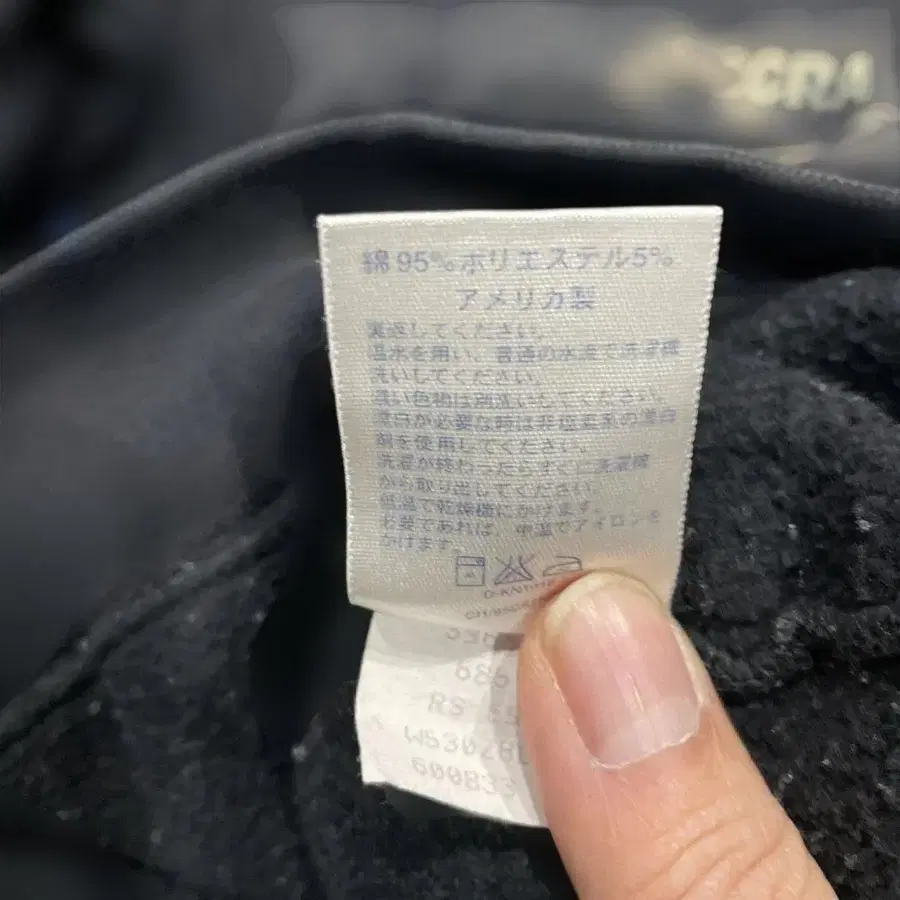 CGRA
綿 95% ポリエステル5%
アメリカ製
裏返してください。
温水を用い、普通の水流で洗濯機
洗いしてください。
濃い色物は別洗いしてください。
漂白が必要な時は非塩素系の漂白
剤を使用してください。
洗濯が終わったらすぐに洗濯機
から取り出してください。
低温で乾燥機にかけます。
必要であれば、中温でアイロンを
かけます。
RS
600833